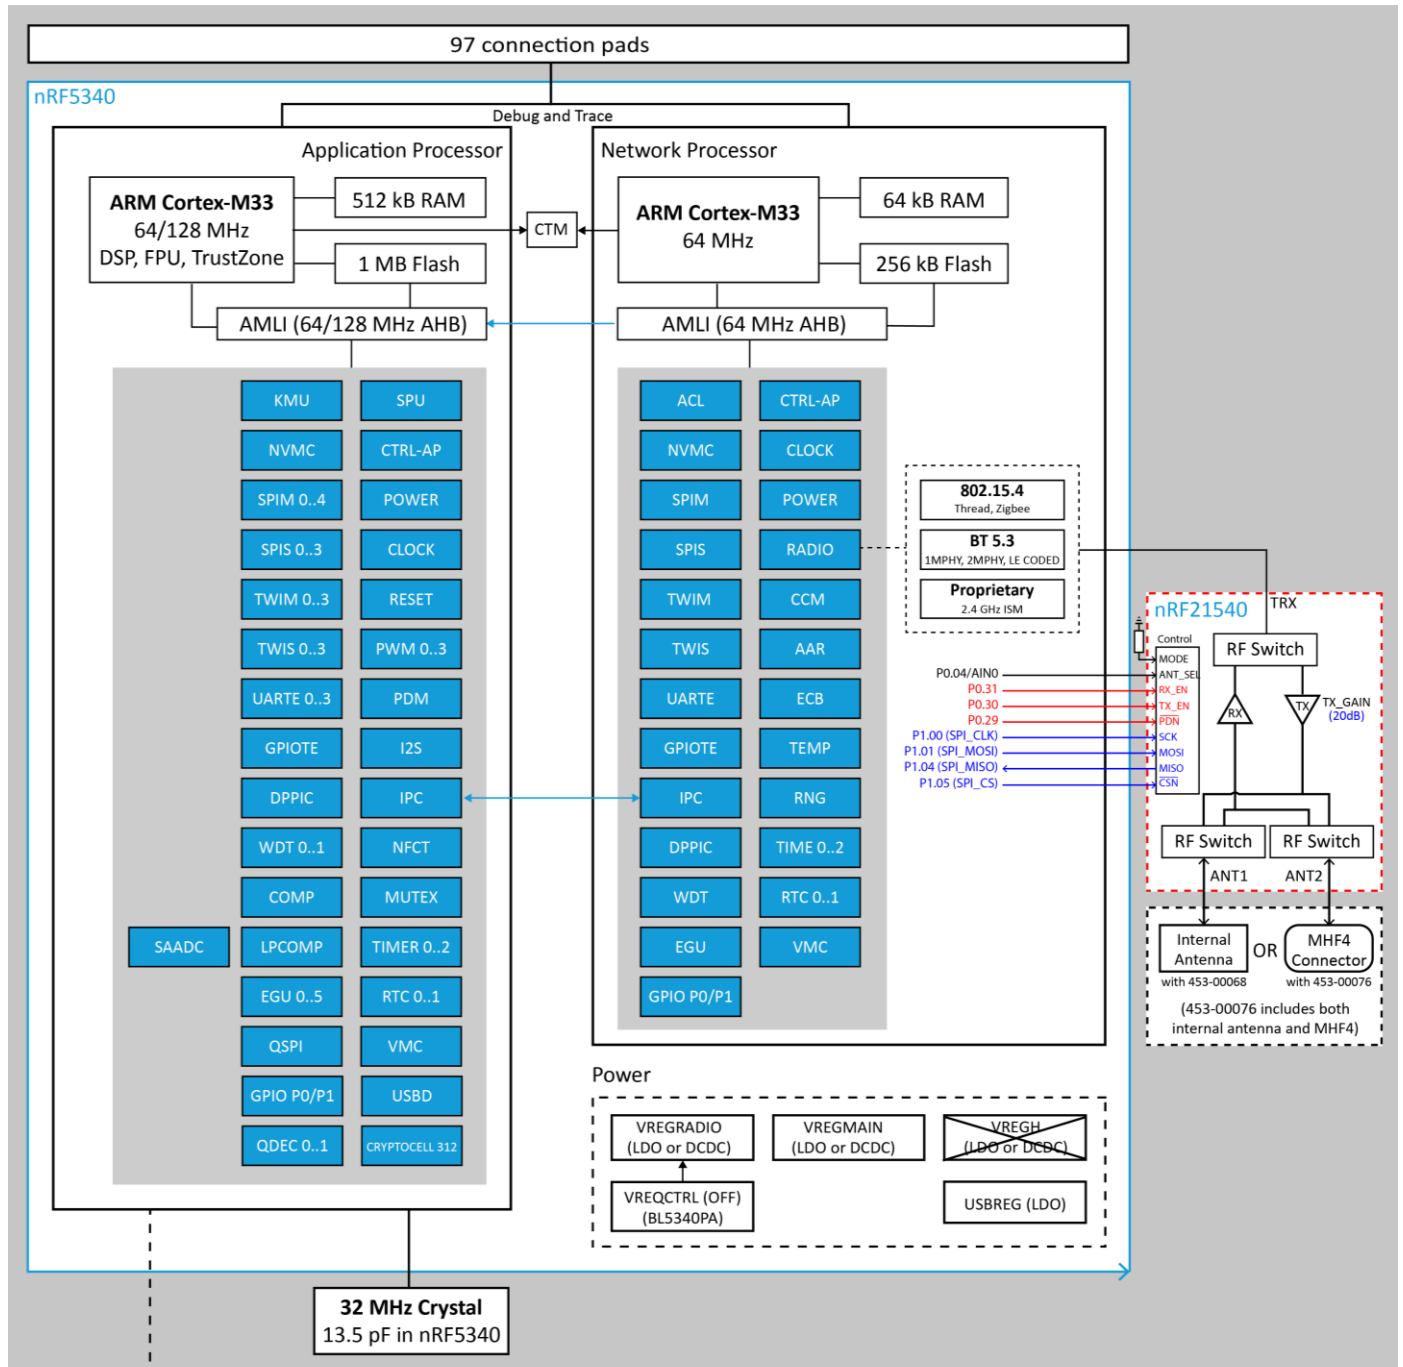 97 connection pads
nRF5340
Debug and Trace
Application Processor
ARM Cortex-M33
64/128 MHz
DSP, FPU, TrustZone
512 kB RAM
1 MB Flash
CTM
AMLI (64/128 MHz AHB)
KMU
SPU
NVMC
CTRL-AP
SPIM 0..4
POWER
SPIS 0..3
CLOCK
TWIM 0..3
RESET
TWIS 0..3
PWM 0..3
UARTE 0..3
PDM
GPIOTE
I2S
DPPIC
IPC
WDT 0..1
NFCT
COMP
MUTEX
SAADC
LPCOMP
TIMER 0..2
EGU 0..5
RTC 0..1
QSPI
VMC
GPIO P0/P1
USBD
QDEC 0..1
CRYPTOCELL 312
Network Processor
ARM Cortex-M33
64 MHz
64 kB RAM
256 kB Flash
AMLI (64 MHz AHB)
ACL
CTRL-AP
NVMC
CLOCK
SPIM
POWER
SPIS
RADIO
TWIM
CCM
TWIS
AAR
UARTE
ECB
GPIOTE
TEMP
IPC
RNG
DPPIC
TIME 0..2
WDT
RTC 0..1
EGU
VMC
GPIO P0/P1
802.15.4
Thread, Zigbee
BT 5.3
1MPHY, 2MPHY, LE CODED
Proprietary
2.4 GHz ISM
P0.04/AIN0
P0.31
P0.30
P0.29
P1.00 (SPI_CLK)
P1.01 (SPI_MOSI)
P1.04 (SPI_MISO)
P1.05 (SPI_CS)
nRF21540
TRX
Control
MODE
ANT_SEL
RX_EN
TX_EN
PDN
SCK
MOSI
MISO
CSN
RF Switch
RX
TX
TX_GAIN
(20dB)
RF Switch
RF Switch
ANT1
ANT2
Internal
Antenna
with 453-00068
OR
MHF4
Connector
with 453-00076
(453-00076 includes both
internal antenna and MHF4)
Power
VREGRADIO
(LDO or DCDC)
VREGMAIN
(LDO or DCDC)
VREGH
(LDO or DCDC)
VREQCTRL (OFF)
(BL5340PA)
USBREG (LDO)
32 MHz Crystal
13.5 pF in nRF5340